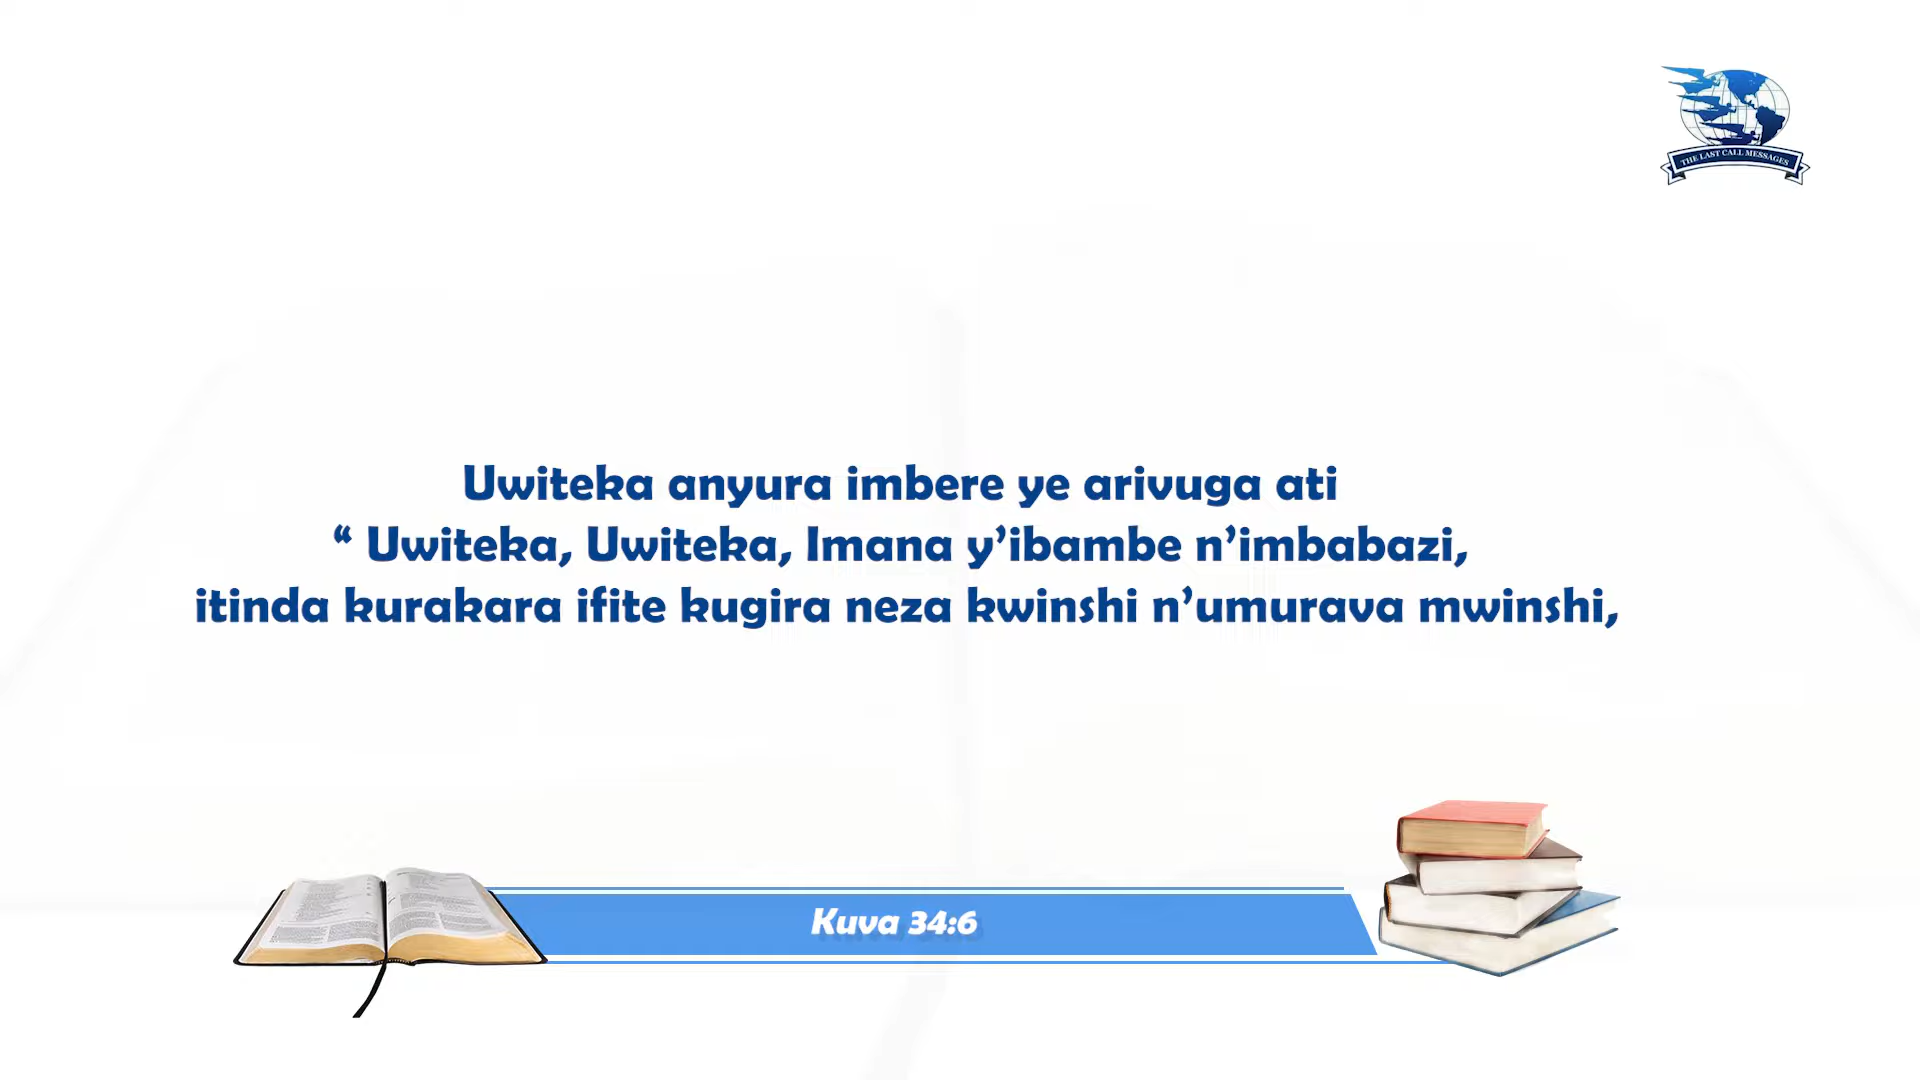 THE LAST CALL MESSAGES
Uwiteka anyura imbere ye arivuga ati
“ Uwiteka, Uwiteka, Imana y’ibambe n’imbabazi,
itinda kurakara ifite kugira neza kwinshi n’umurava mwinshi,
Kuva 34:6